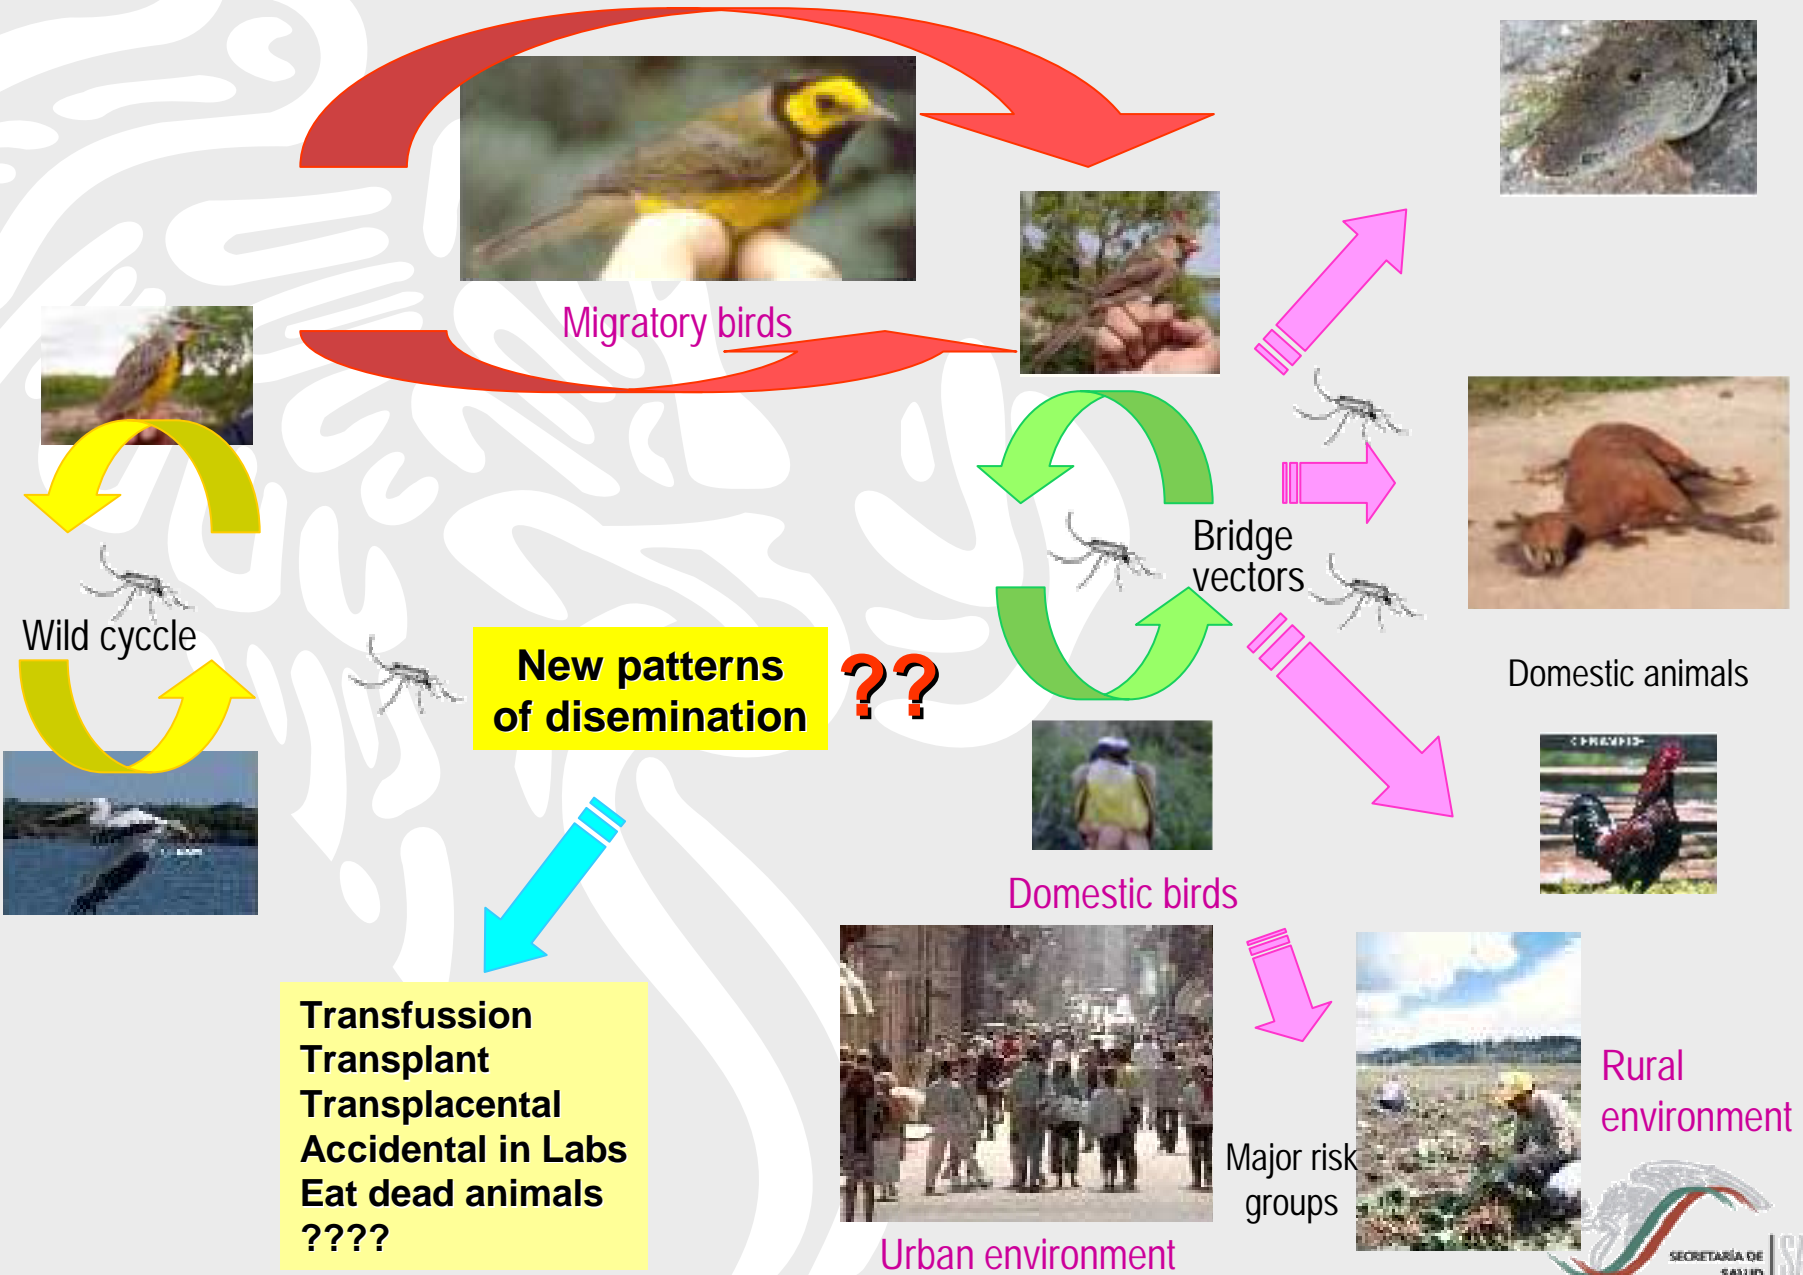 Migratory birds
Bridge
vectors
Wild cyccle
New patterns
of disemination
??
Domestic animals
Domestic birds
Transfussion
Transplant
Transplacental
Accidental in Labs
Eat dead animals
????
Rural
environment
Major risk
groups
Urban environment
SECRETARÍA DE
SALUD